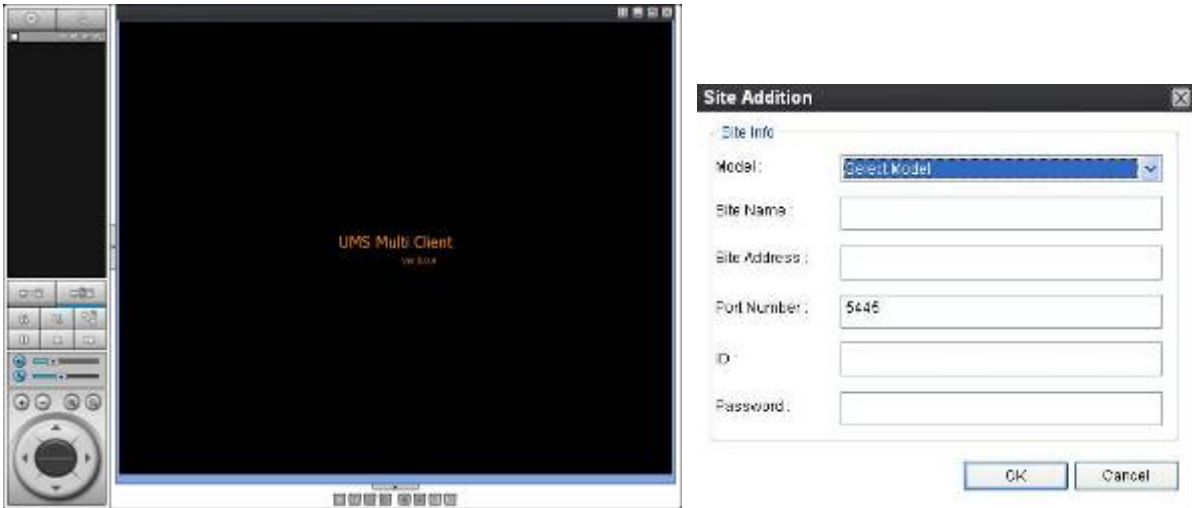 UMS Multi Client
Site Addition
Site Info
Model :
Select Model
Site Name :
Site Address :
Port Number :
5445
ID :
Password :
OK
Cancel